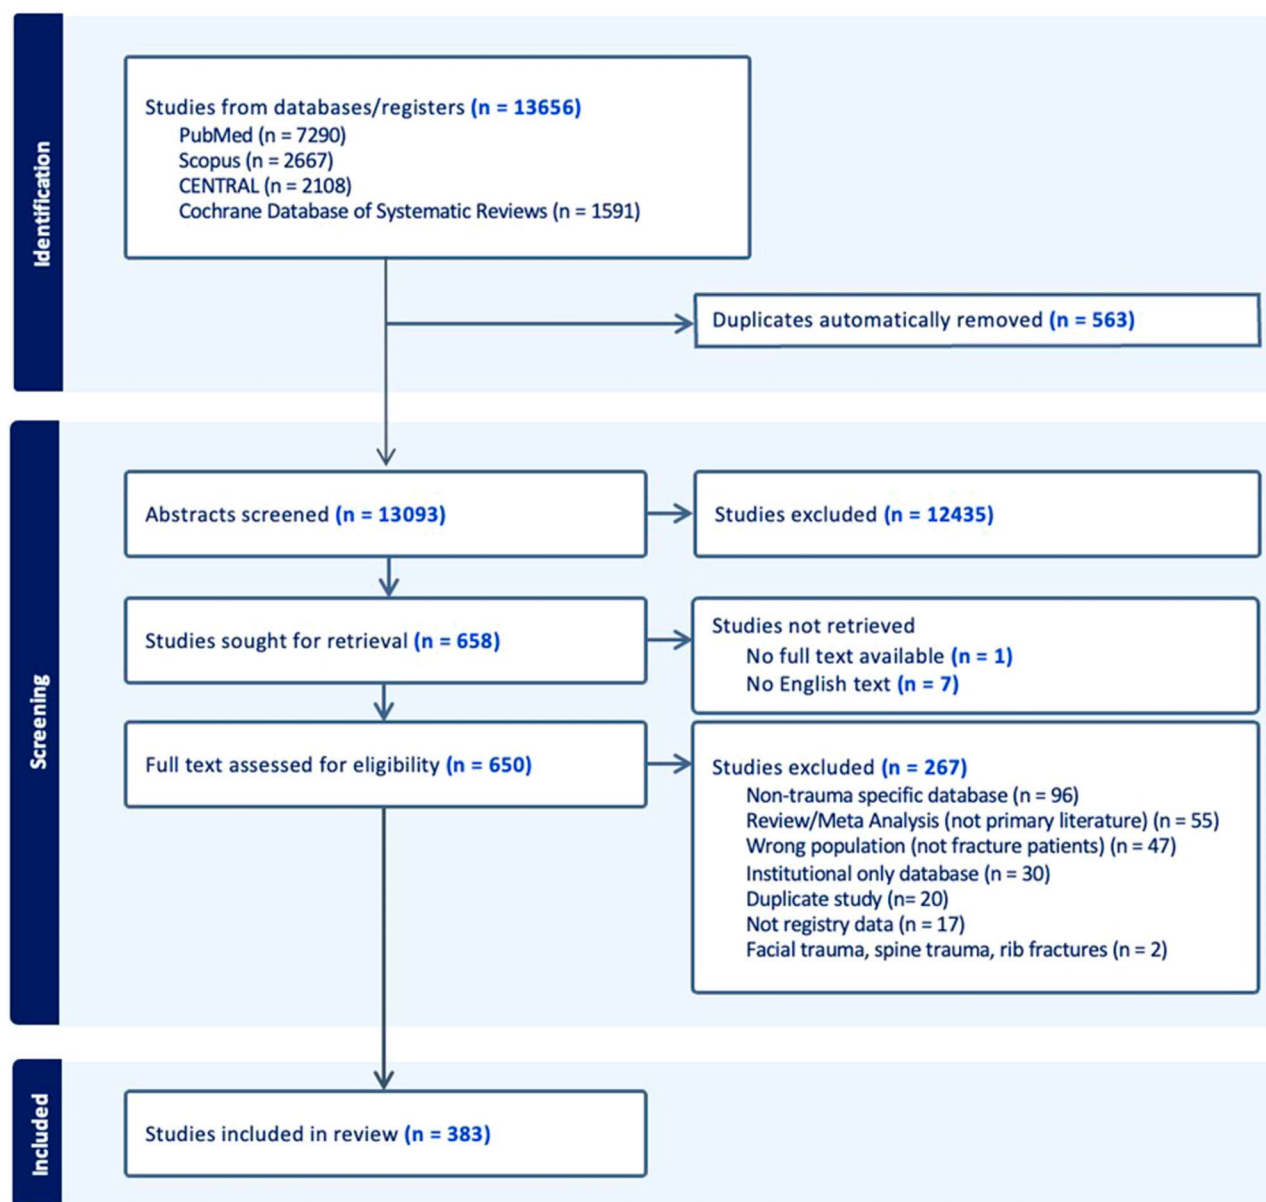 Identification
Studies from databases/registers (n = 13656)
PubMed (n = 7290)
Scopus (n = 2667)
CENTRAL (n = 2108)
Cochrane Database of Systematic Reviews (n = 1591)
Duplicates automatically removed (n = 563)
Screening
Abstracts screened (n = 13093)
Studies excluded (n = 12435)
Studies sought for retrieval (n = 658)
Studies not retrieved
No full text available (n = 1)
No English text (n = 7)
Full text assessed for eligibility (n = 650)
Studies excluded (n = 267)
Non-trauma specific database (n = 96)
Review/Meta Analysis (not primary literature) (n = 55)
Wrong population (not fracture patients) (n = 47)
Institutional only database (n = 30)
Duplicate study (n= 20)
Not registry data (n = 17)
Facial trauma, spine trauma, rib fractures (n = 2)
Included
Studies included in review (n = 383)